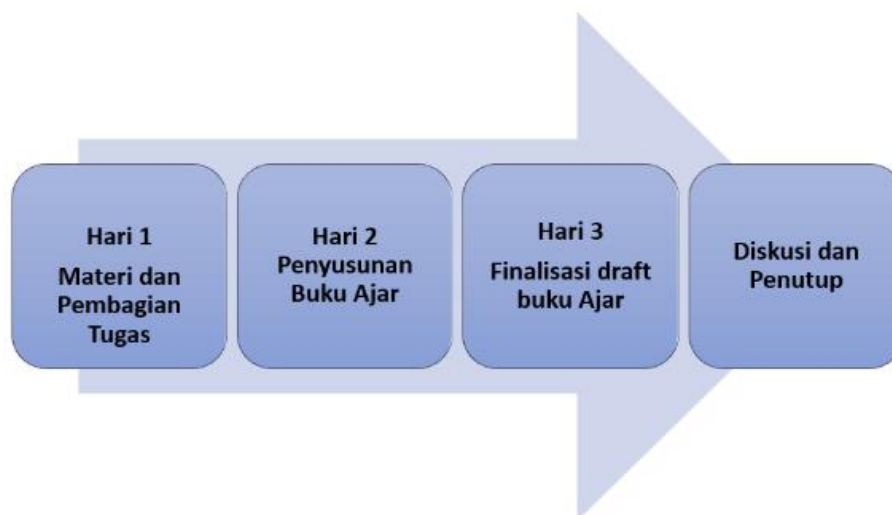 Hari 1
Materi dan
Pembagian
Tugas
Hari 2
Penyusunan
Buku Ajar
Hari 3
Finalisasi draft
buku Ajar
Diskusi dan
Penutup